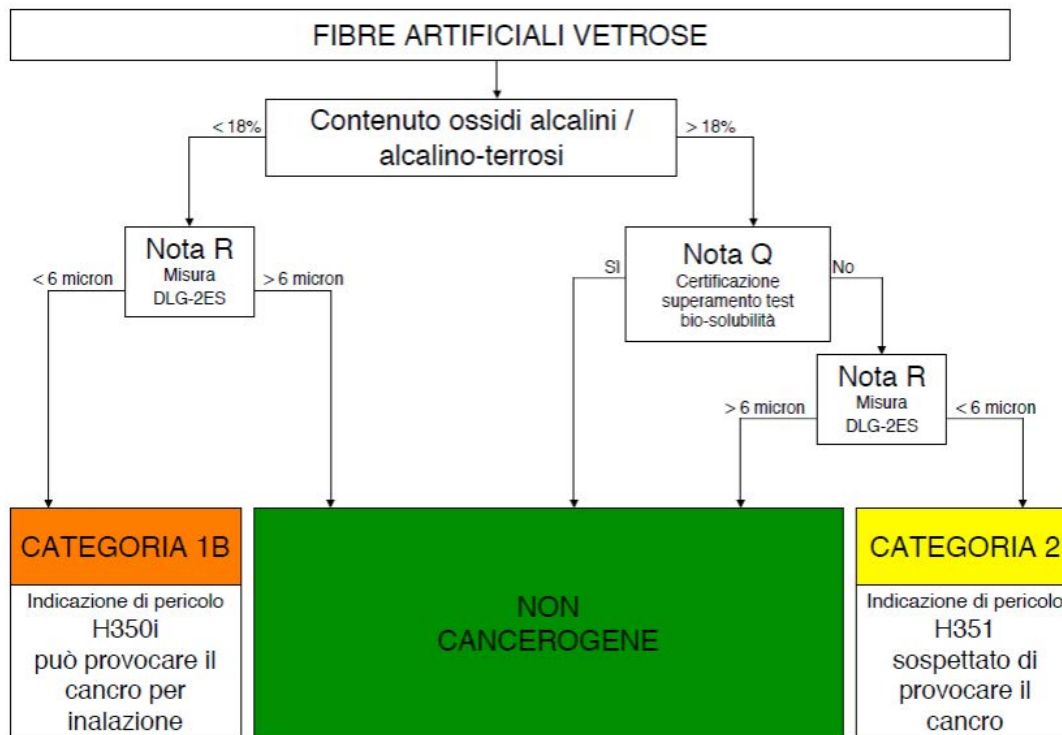 FIBRE ARTIFICIALI VETROSE
< 18%
Contenuto ossidi alcalini /
alcalino-terrosi
> 18%
Nota R
Misura
DLG-2ES
< 6 micron
> 6 micron
Nota Q
Certificazione
superamento test
bio-solubilità
Sì
No
Nota R
Misura
DLG-2ES
> 6 micron
< 6 micron
CATEGORIA 1B
Indicazione di pericolo
H350i
può provocare il
cancro per
inalazione
NON
CANCEROGENE
CATEGORIA 2
Indicazione di pericolo
H351
sospettato di
provocare il
cancro